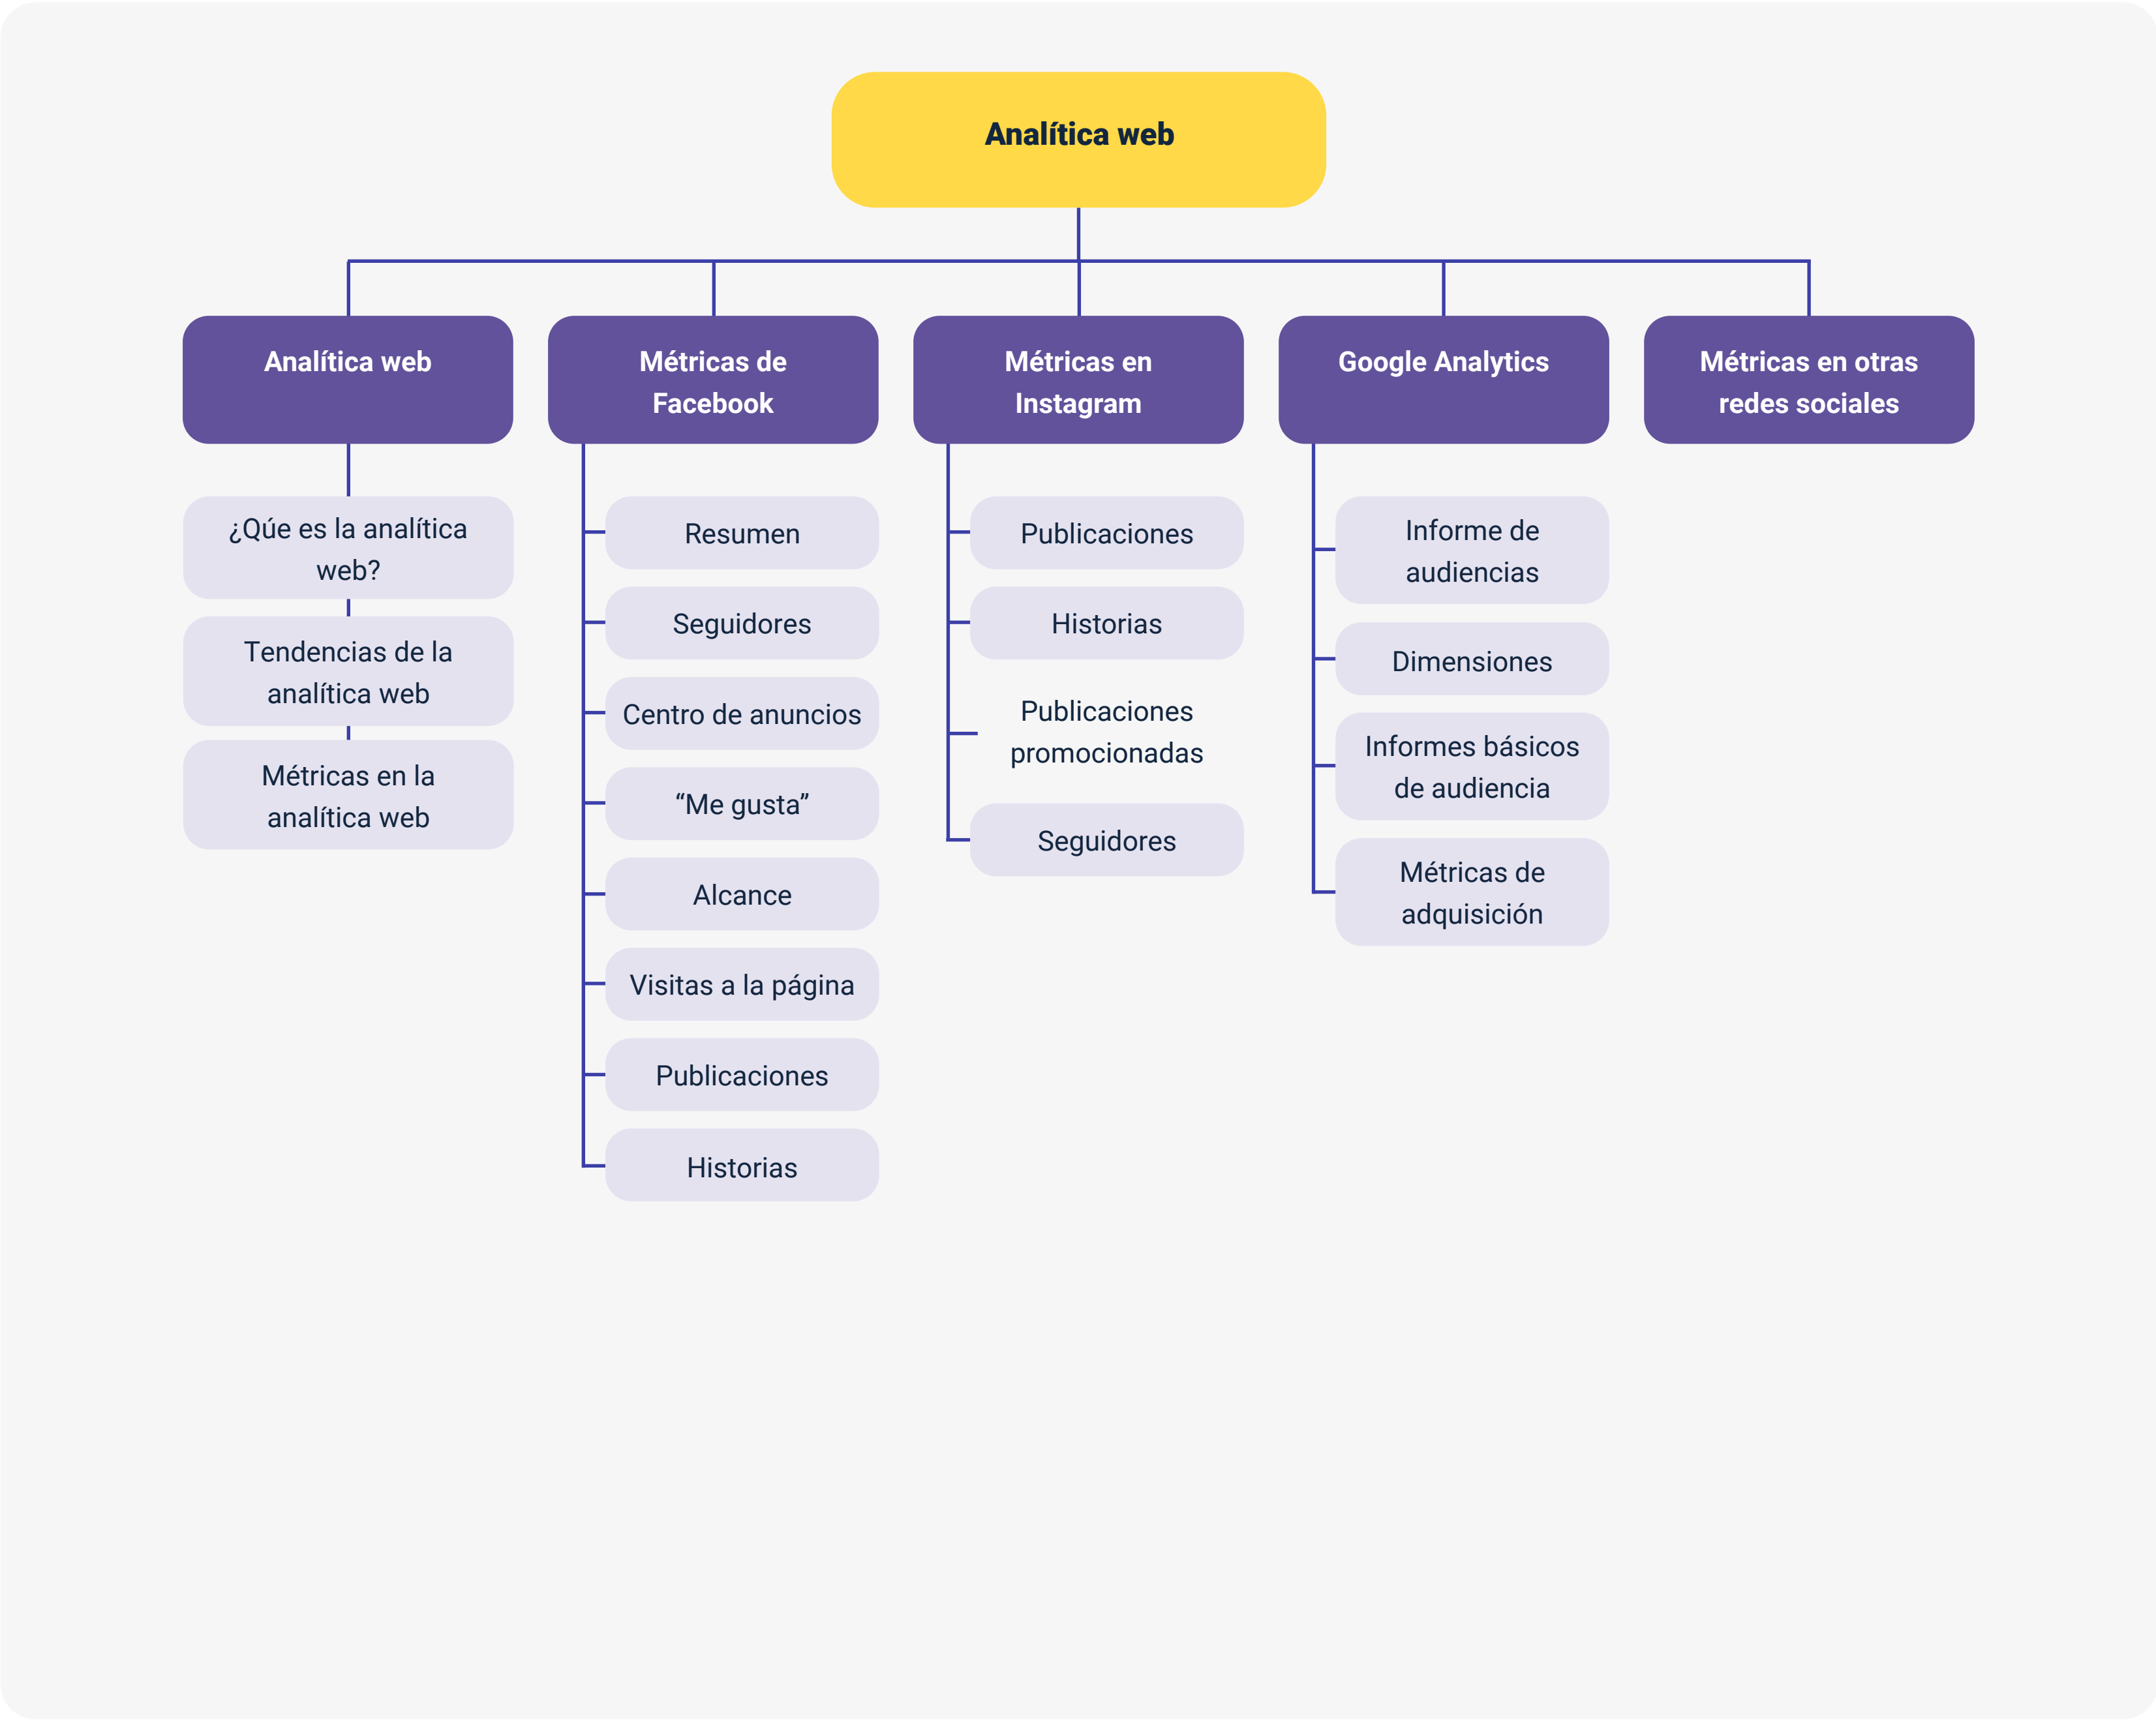 Analítica web
Analítica web
¿Qúe es la analítica
web?
Tendencias de la
analítica web
Métricas en la
analítica web
Métricas de
Facebook
Resumen
Seguidores
Centro de anuncios
“Me gusta”
Alcance
Visitas a la página
Publicaciones
Historias
Métricas en
Instagram
Publicaciones
Historias
Publicaciones
promocionadas
Seguidores
Google Analytics
Informe de
audiencias
Dimensiones
Informes básicos
de audiencia
Métricas de
adquisición
Métricas en otras
redes sociales